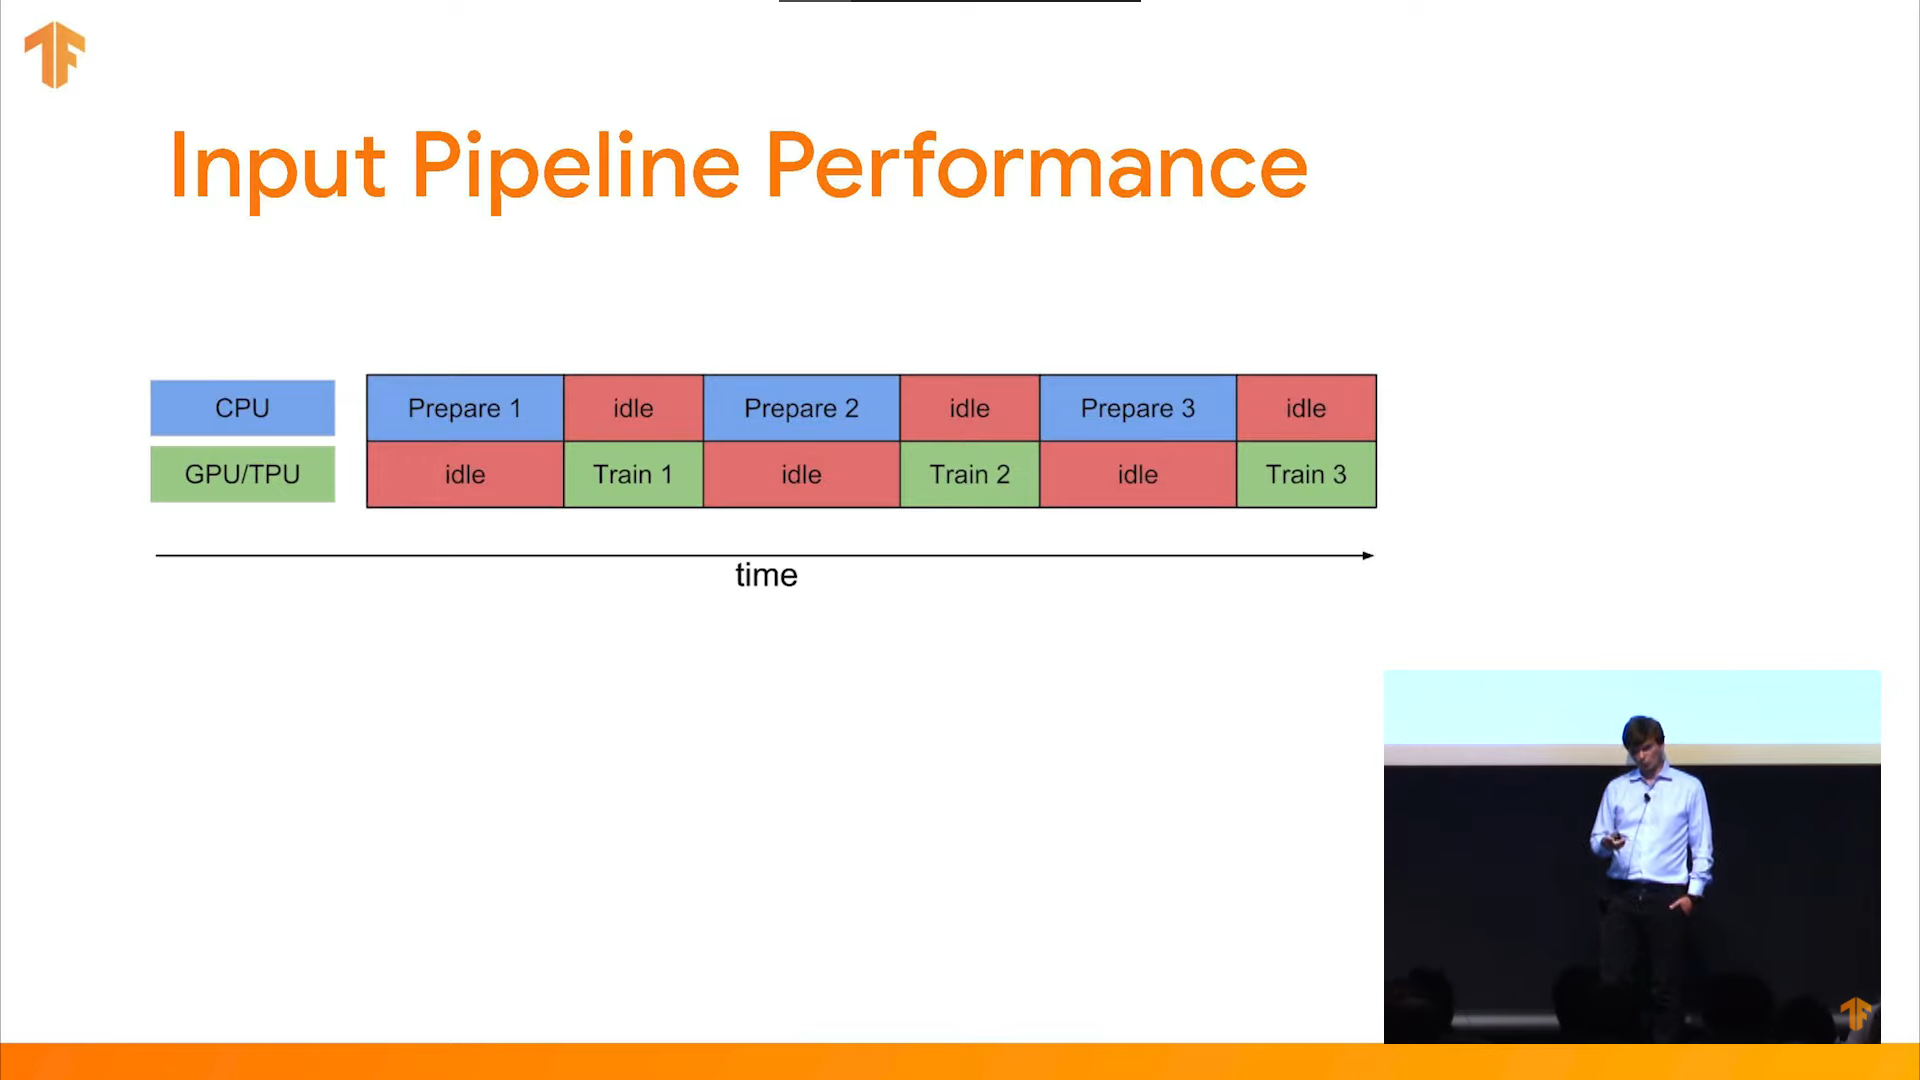 Input Pipeline Performance
CPU Prepare 1 idle Prepare 2 idle Prepare 3 idle
GPU/TPU idle Train 1 idle Train 2 idle Train 3
time